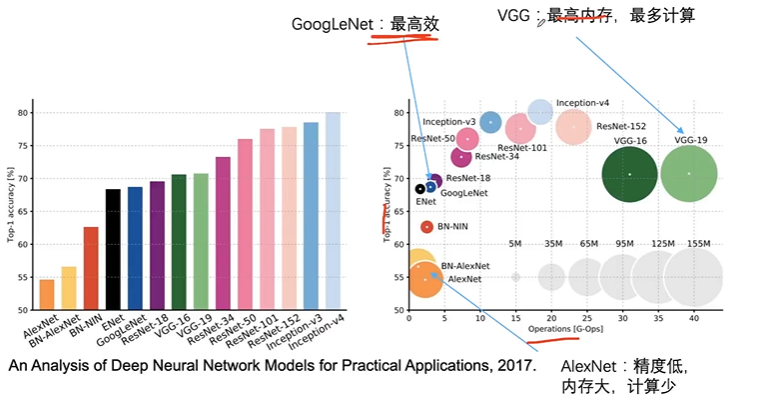 GoogLeNet：最高效
VGG：最高内存，最多计算
Top-1 accuracy [%]
80
75
70
65
60
55
50
AlexNet
BN-AlexNet
BN-NIN
ENet
GoogLeNet
ResNet-18
VGG-16
VGG-19
ResNet-34
ResNet-50
ResNet-101
ResNet-152
Inception-v3
Inception-v4
Top-1 accuracy [%]
80
75
70
65
60
55
50
Inception-v4
Inception-v3
ResNet-152
ResNet-50
ResNet-101
VGG-16
VGG-19
ResNet-34
ResNet-18
GoogLeNet
ENet
BN-NIN
5M 35M 65M 95M 125M 155M
BN-AlexNet
AlexNet
0 5 10 15 20 25 30 35 40
Operations [G-Ops]
An Analysis of Deep Neural Network Models for Practical Applications, 2017.
AlexNet：精度低，
内存大，计算少